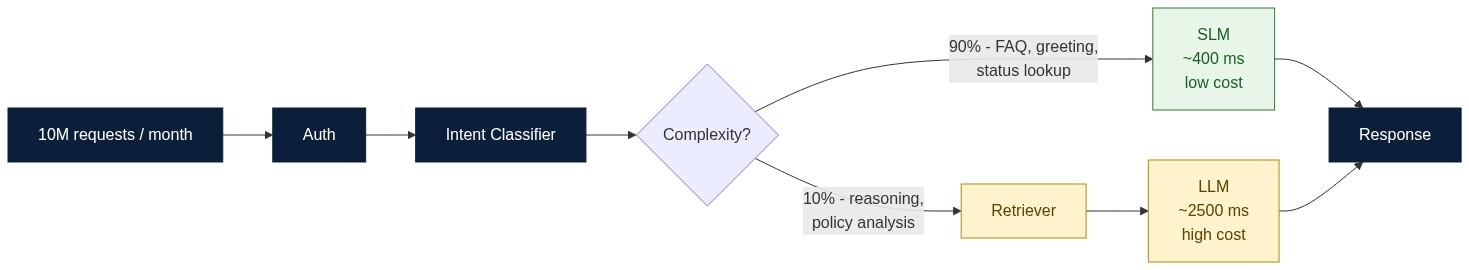 10M requests / month
Auth
Intent Classifier
Complexity?
90% - FAQ, greeting,
status lookup
SLM
~400 ms
low cost
10% - reasoning,
policy analysis
Retriever
LLM
~2500 ms
high cost
Response